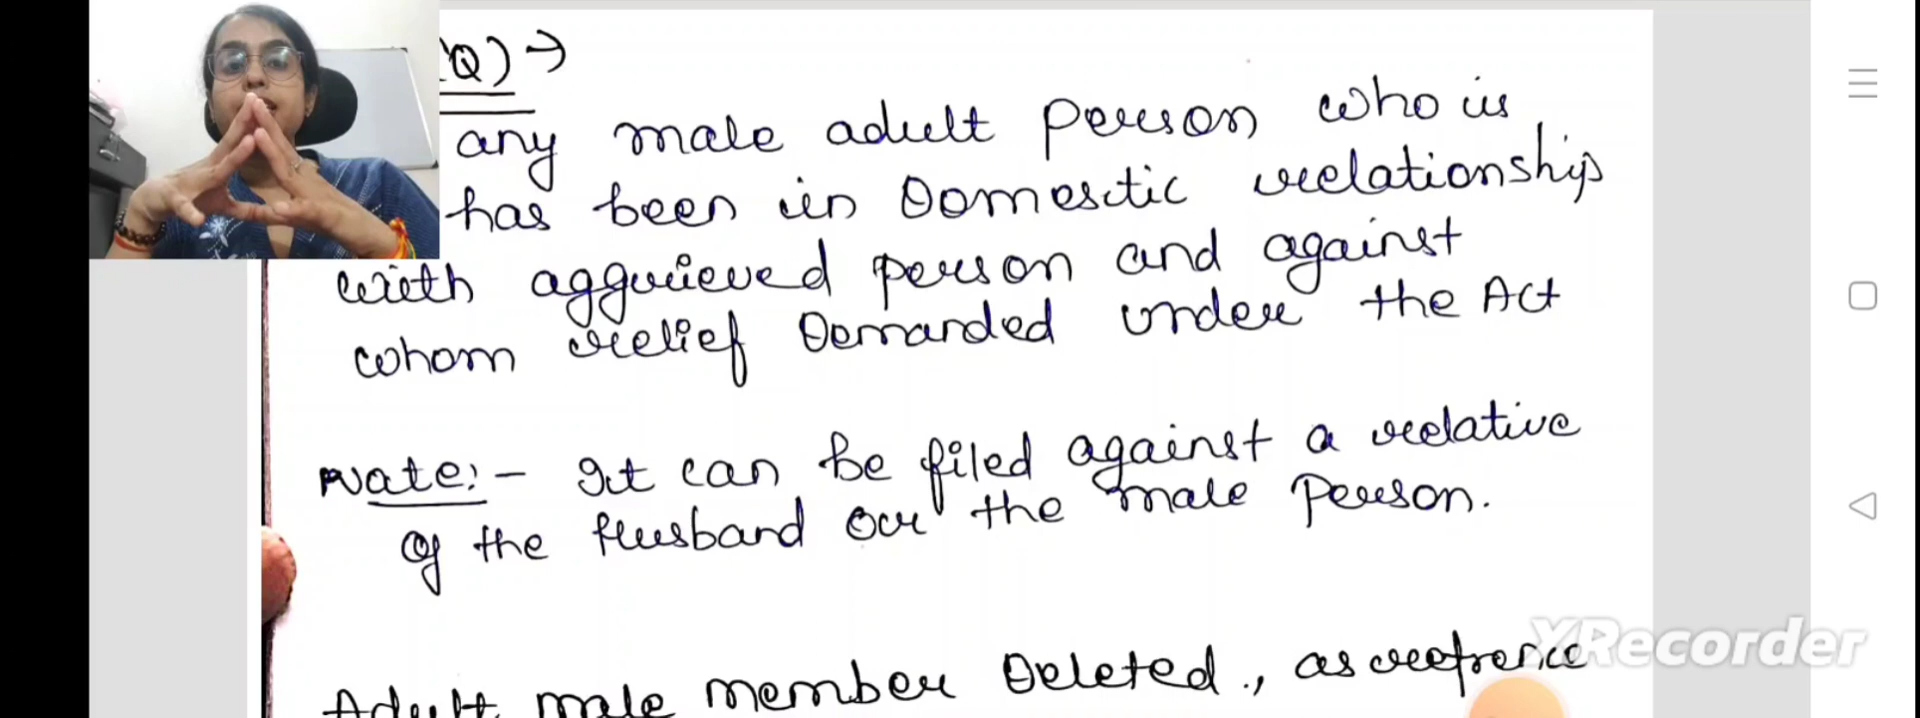 Q) →
any male adult person who is
has been in Domestic relationship
with aggrieved person and against
whom relief Demanded under the Act
Note:- It can be filed against a relative
of the Husband or the male Person.
Adult male member Deleted., as refrence
XRecorder